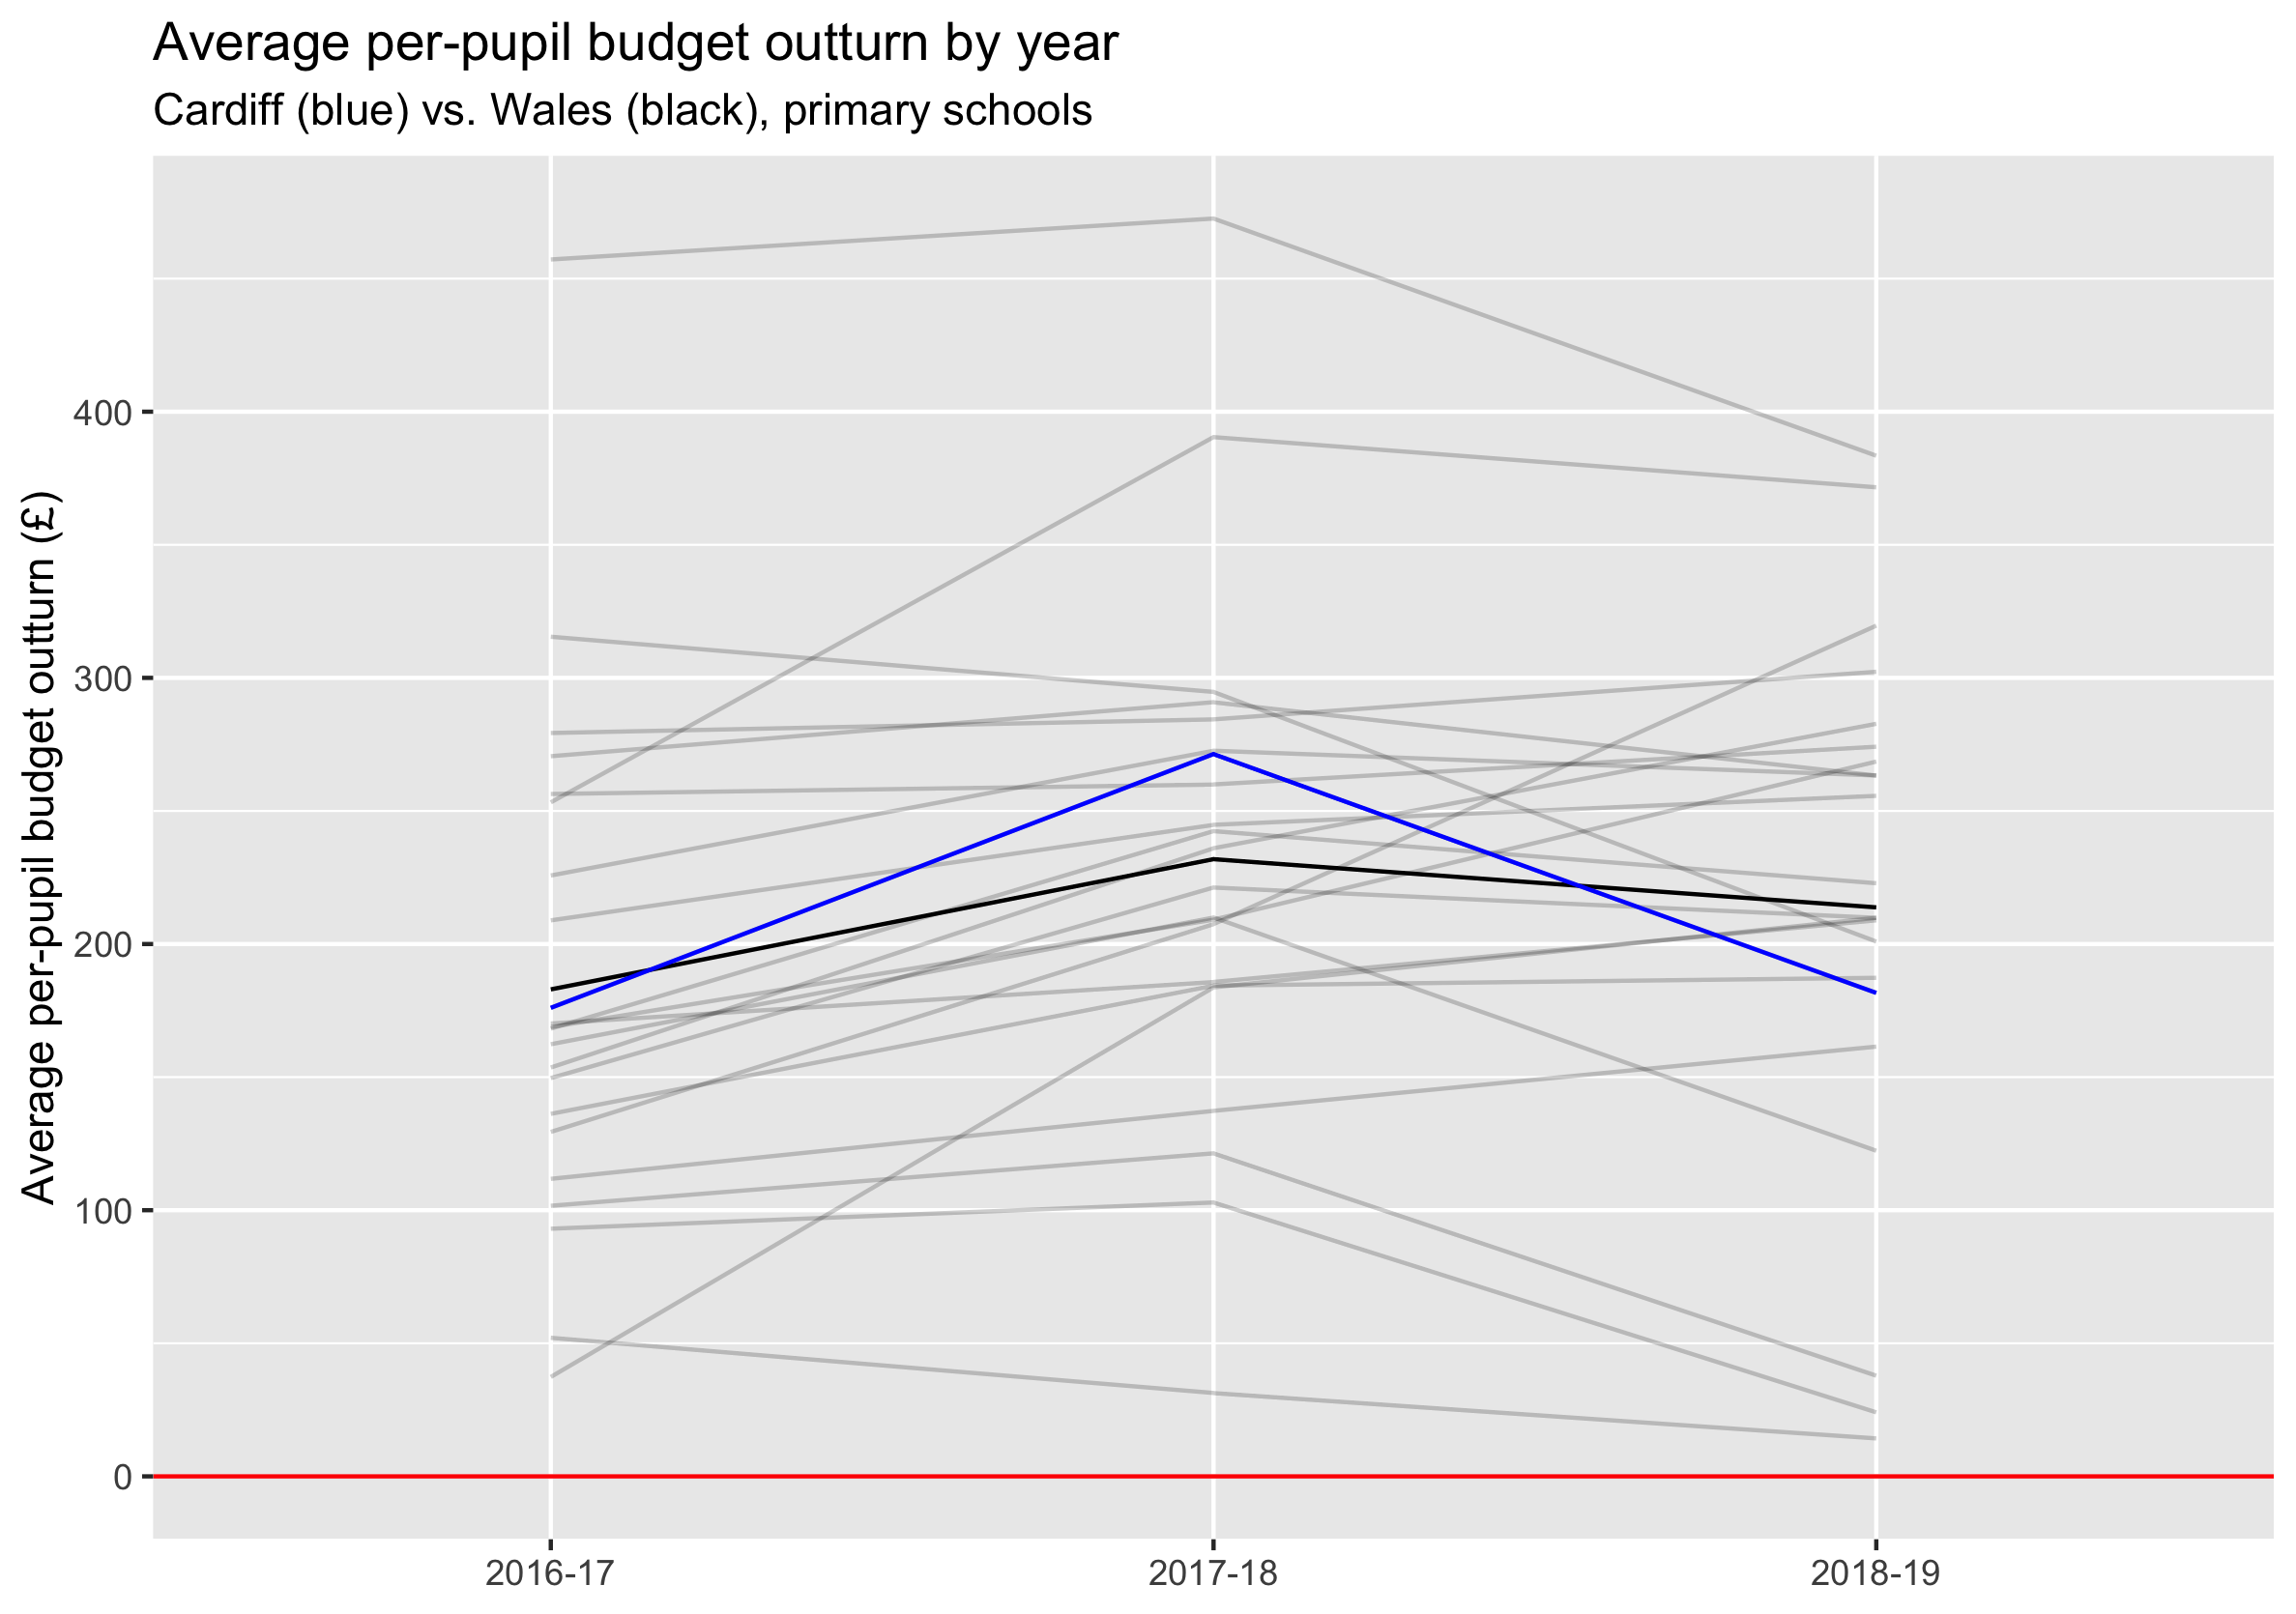 Average per-pupil budget outturn by year
Cardiff (blue) vs. Wales (black), primary schools
Average per-pupil budget outturn (£)
400
300
200
100
0
2016-17
2017-18
2018-19